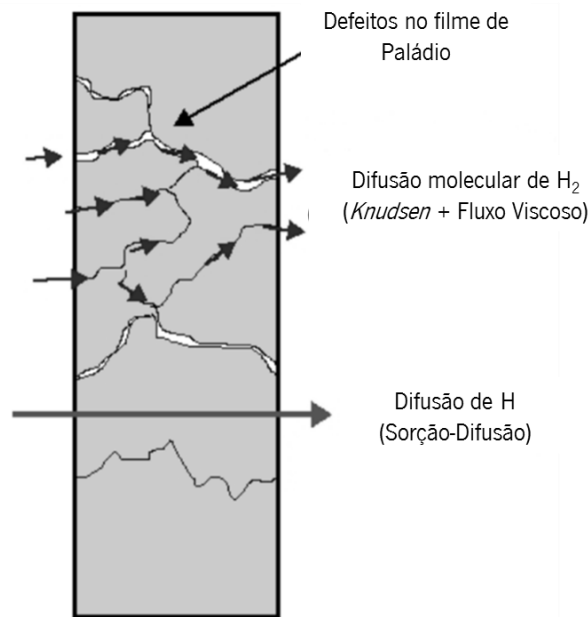 Defeitos no filme de
Paládio
Difusão molecular de H₂
(Knudsen + Fluxo Viscoso)
Difusão de H
(Sorção-Difusão)